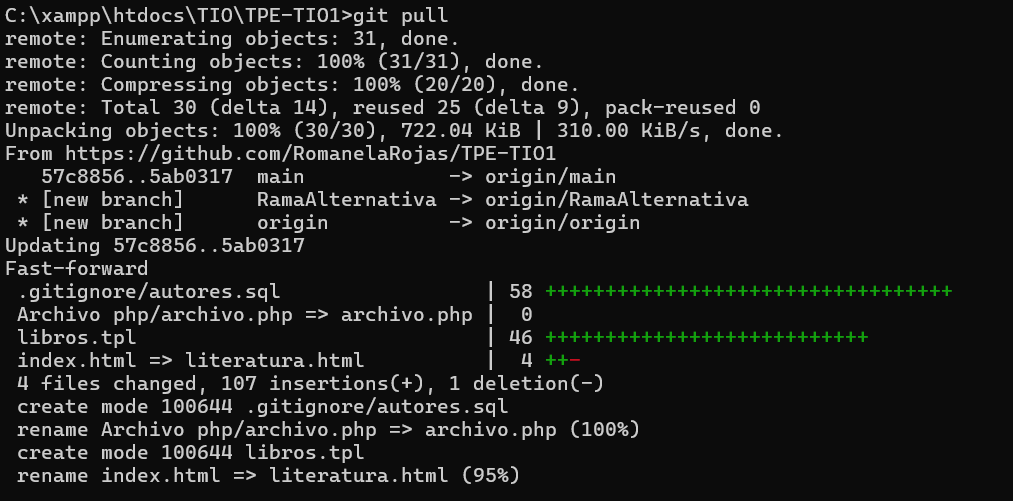 C:\xampp\htdocs\TIO\TPE-TIO1>git pull
remote: Enumerating objects: 31, done.
remote: Counting objects: 100% (31/31), done.
remote: Compressing objects: 100% (20/20), done.
remote: Total 30 (delta 14), reused 25 (delta 9), pack-reused 0
Unpacking objects: 100% (30/30), 722.04 KiB | 310.00 KiB/s, done.
From https://github.com/RomanelaRojas/TPE-TIO1
   57c8856..5ab0317  main            -> origin/main
 * [new branch]      RamaAlternativa -> origin/RamaAlternativa
 * [new branch]      origin          -> origin/origin
Updating 57c8856..5ab0317
Fast-forward
 .gitignore/autores.sql                 | 58 ++++++++++++++++++++++++++++++++++
 Archivo php/archivo.php => archivo.php |  0
 libros.tpl                             | 46 +++++++++++++++++++++++++++
 index.html => literatura.html          |  4 ++-
 4 files changed, 107 insertions(+), 1 deletion(-)
 create mode 100644 .gitignore/autores.sql
 rename Archivo php/archivo.php => archivo.php (100%)
 create mode 100644 libros.tpl
 rename index.html => literatura.html (95%)